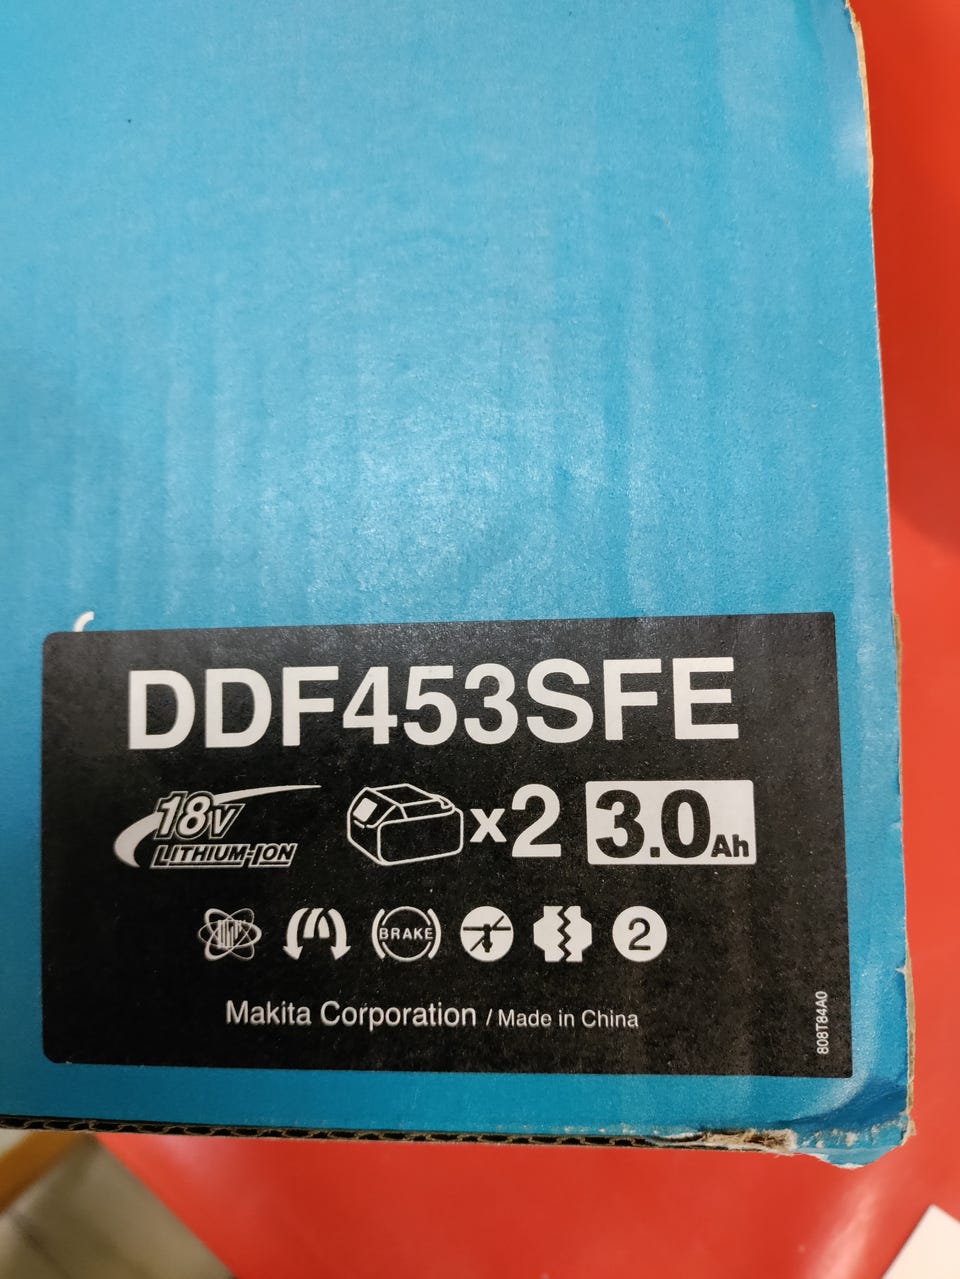 DDF453SFE
18V
LITHIUM-ION
x2 3.0Ah
BRAKE
2
Makita Corporation / Made in China
808T84A0